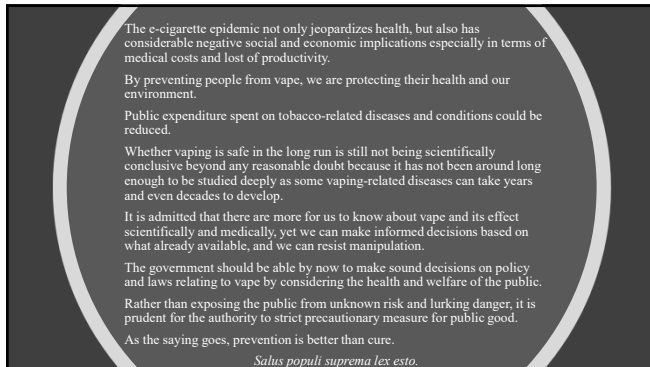 The e-cigarette epidemic not only jeopardizes health, but also has
considerable negative social and economic implications especially in terms of
medical costs and lost of productivity.
By preventing people from vape, we are protecting their health and our
environment.
Public expenditure spent on tobacco-related diseases and conditions could be
reduced.
Whether vaping is safe in the long run is still not being scientifically
conclusive beyond any reasonable doubt because it has not been around long
enough to be studied deeply as some vaping-related diseases can take years
and even decades to develop.
It is admitted that there are more for us to know about vape and its effect
scientifically and medically, yet we can make informed decisions based on
what already available, and we can resist manipulation.
The government should be able by now to make sound decisions on policy
and laws relating to vape by considering the health and welfare of the public.
Rather than exposing the public from unknown risk and lurking danger, it is
prudent for the authority to strict precautionary measure for public good.
As the saying goes, prevention is better than cure.
Salus populi suprema lex esto.